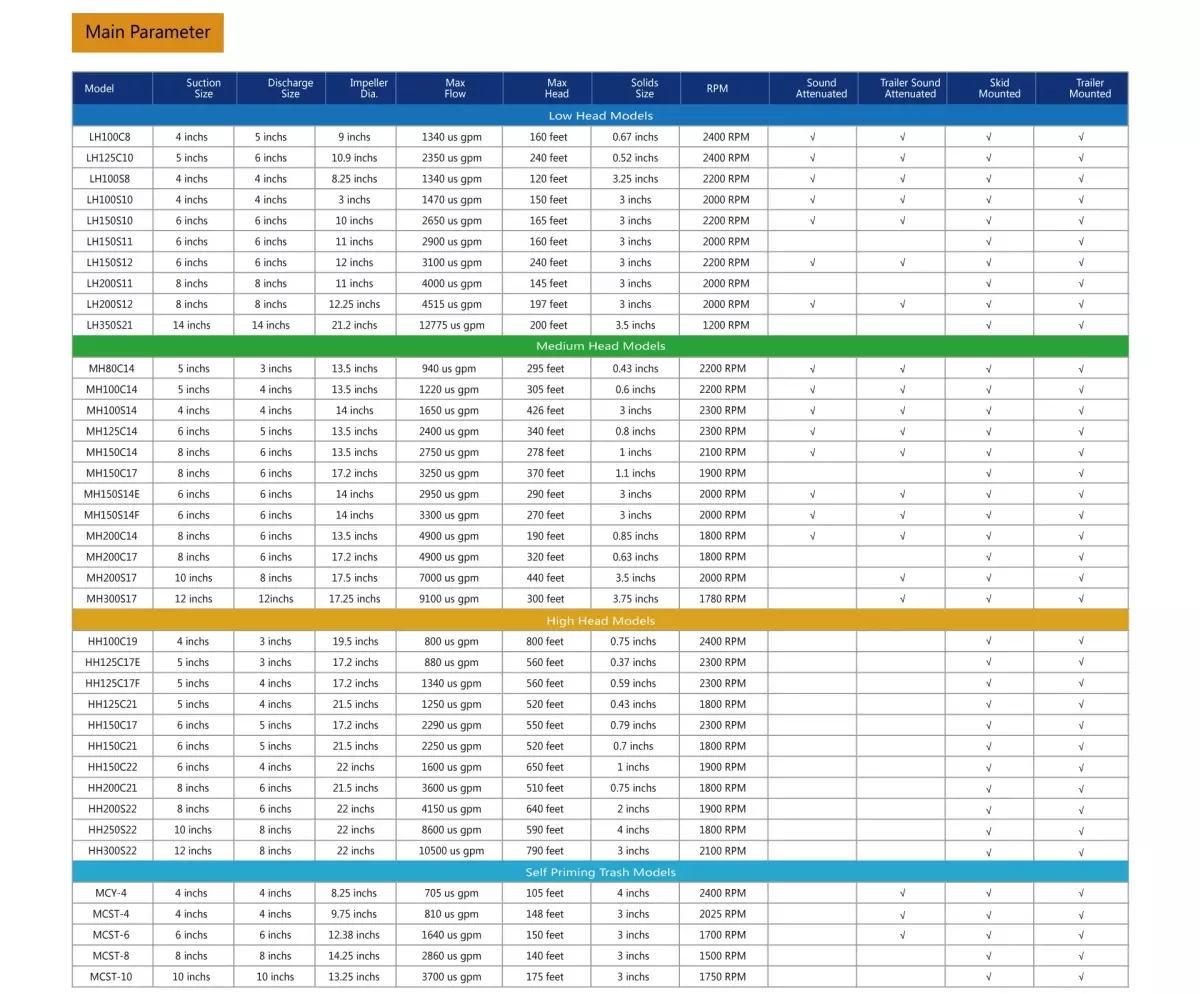 Main Parameter
Model Suction Size Discharge Size Impeller Dia. Max Flow Max Head Solids Size RPM Sound Attenuated Trailer Sound Attenuated Skid Mounted Trailer Mounted
Low Head Models
LH100C8 4 inchs 5 inchs 9 inchs 1340 us gpm 160 feet 0.67 inchs 2400 RPM √ √ √ √
LH125C10 5 inchs 6 inchs 10.9 inchs 2350 us gpm 240 feet 0.52 inchs 2400 RPM √ √ √ √
LH100S8 4 inchs 4 inchs 8.25 inchs 1340 us gpm 120 feet 3.25 inchs 2200 RPM √ √ √ √
LH100S10 4 inchs 4 inchs 3 inchs 1470 us gpm 150 feet 3 inchs 2000 RPM √ √ √ √
LH150S10 6 inchs 6 inchs 10 inchs 2650 us gpm 165 feet 3 inchs 2200 RPM √ √ √ √
LH150S11 6 inchs 6 inchs 11 inchs 2900 us gpm 160 feet 3 inchs 2000 RPM √ √
LH150S12 6 inchs 6 inchs 12 inchs 3100 us gpm 240 feet 3 inchs 2200 RPM √ √ √ √
LH200S11 8 inchs 8 inchs 11 inchs 4000 us gpm 145 feet 3 inchs 2000 RPM √ √
LH200S12 8 inchs 8 inchs 12.25 inchs 4515 us gpm 197 feet 3 inchs 2000 RPM √ √ √ √
LH350S21 14 inchs 14 inchs 21.2 inchs 12775 us gpm 200 feet 3.5 inchs 1200 RPM √ √
Medium Head Models
MH80C14 5 inchs 3 inchs 13.5 inchs 940 us gpm 295 feet 0.43 inchs 2200 RPM √ √ √ √
MH100C14 5 inchs 4 inchs 13.5 inchs 1220 us gpm 305 feet 0.6 inchs 2200 RPM √ √ √ √
MH100S14 4 inchs 4 inchs 14 inchs 1650 us gpm 426 feet 3 inchs 2300 RPM √ √ √ √
MH125C14 6 inchs 5 inchs 13.5 inchs 2400 us gpm 340 feet 0.8 inchs 2300 RPM √ √ √ √
MH150C14 8 inchs 6 inchs 13.5 inchs 2750 us gpm 278 feet 1 inchs 2100 RPM √ √ √ √
MH150C17 8 inchs 6 inchs 17.2 inchs 3250 us gpm 370 feet 1.1 inchs 1900 RPM √ √
MH150S14E 6 inchs 6 inchs 14 inchs 2950 us gpm 290 feet 3 inchs 2000 RPM √ √ √ √
MH150S14F 6 inchs 6 inchs 14 inchs 3300 us gpm 270 feet 3 inchs 2000 RPM √ √ √ √
MH200C14 8 inchs 6 inchs 13.5 inchs 4900 us gpm 190 feet 0.85 inchs 1800 RPM √ √ √ √
MH200C17 8 inchs 6 inchs 17.2 inchs 4900 us gpm 320 feet 0.63 inchs 1800 RPM √ √
MH200S17 10 inchs 8 inchs 17.5 inchs 7000 us gpm 440 feet 3.5 inchs 2000 RPM √ √ √
MH300S17 12 inchs 12inchs 17.25 inchs 9100 us gpm 300 feet 3.75 inchs 1780 RPM √ √ √
High Head Models
HH100C19 4 inchs 3 inchs 19.5 inchs 800 us gpm 800 feet 0.75 inchs 2400 RPM √ √
HH125C17E 5 inchs 3 inchs 17.2 inchs 880 us gpm 560 feet 0.37 inchs 2300 RPM √ √
HH125C17F 5 inchs 4 inchs 17.2 inchs 1340 us gpm 560 feet 0.59 inchs 2300 RPM √ √
HH125C21 5 inchs 4 inchs 21.5 inchs 1250 us gpm 520 feet 0.43 inchs 1800 RPM √ √
HH150C17 6 inchs 5 inchs 17.2 inchs 2290 us gpm 550 feet 0.79 inchs 2300 RPM √ √
HH150C21 6 inchs 5 inchs 21.5 inchs 2250 us gpm 520 feet 0.7 inchs 1800 RPM √ √
HH150C22 6 inchs 4 inchs 22 inchs 1600 us gpm 650 feet 1 inchs 1900 RPM √ √
HH200C21 8 inchs 6 inchs 21.5 inchs 3600 us gpm 510 feet 0.75 inchs 1800 RPM √ √
HH200S22 8 inchs 6 inchs 22 inchs 4150 us gpm 640 feet 2 inchs 1900 RPM √ √
HH250S22 10 inchs 8 inchs 22 inchs 8600 us gpm 590 feet 4 inchs 1800 RPM √ √
HH300S22 12 inchs 8 inchs 22 inchs 10500 us gpm 790 feet 3 inchs 2100 RPM √ √
Self Priming Trash Models
MCY-4 4 inchs 4 inchs 8.25 inchs 705 us gpm 105 feet 4 inchs 2400 RPM √ √ √
MCST-4 4 inchs 4 inchs 9.75 inchs 810 us gpm 148 feet 3 inchs 2025 RPM √ √ √
MCST-6 6 inchs 6 inchs 12.38 inchs 1640 us gpm 150 feet 3 inchs 1700 RPM √ √ √
MCST-8 8 inchs 8 inchs 14.25 inchs 2860 us gpm 140 feet 3 inchs 1500 RPM √ √
MCST-10 10 inchs 10 inchs 13.25 inchs 3700 us gpm 175 feet 3 inchs 1750 RPM √ √